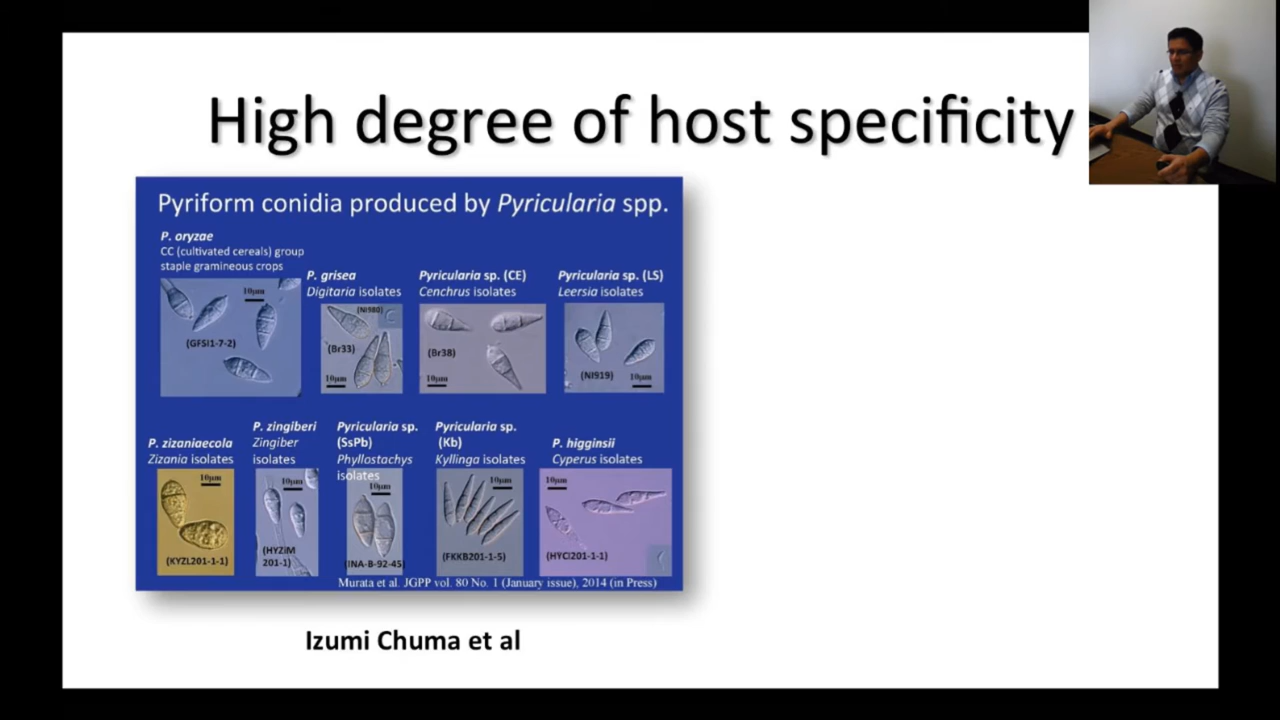 High degree of host specificity
Pyriform conidia produced by Pyricularia spp.
P. oryzae
CC (cultivated cereals) group
staple gramineous crops
10μm
(GFSI1-7-2)
P. grisea
Digitaria isolates
(NI980)
(Br33)
10μm
Pyricularia sp. (CE)
Cenchrus isolates
(Br38)
10μm
Pyricularia sp. (LS)
Leersia isolates
(NI919)
10μm
P. zizaniaecola
Zizania isolates
10μm
(KYZL201-1-1)
P. zingiberi
Zingiber
isolates
10μm
(HYZiM
201-1)
Pyricularia sp.
(SsPb)
Phyllostachys
isolates
10μm
(INA-B-92-45)
Pyricularia sp.
(Kb)
Kyllinga isolates
10μm
(FKKB201-1-5)
P. higginsii
Cyperus isolates
10μm
(HYCI201-1-1)
Murata et al. JGPP vol. 80 No. 1 (January issue), 2014 (in Press)
Izumi Chuma et al